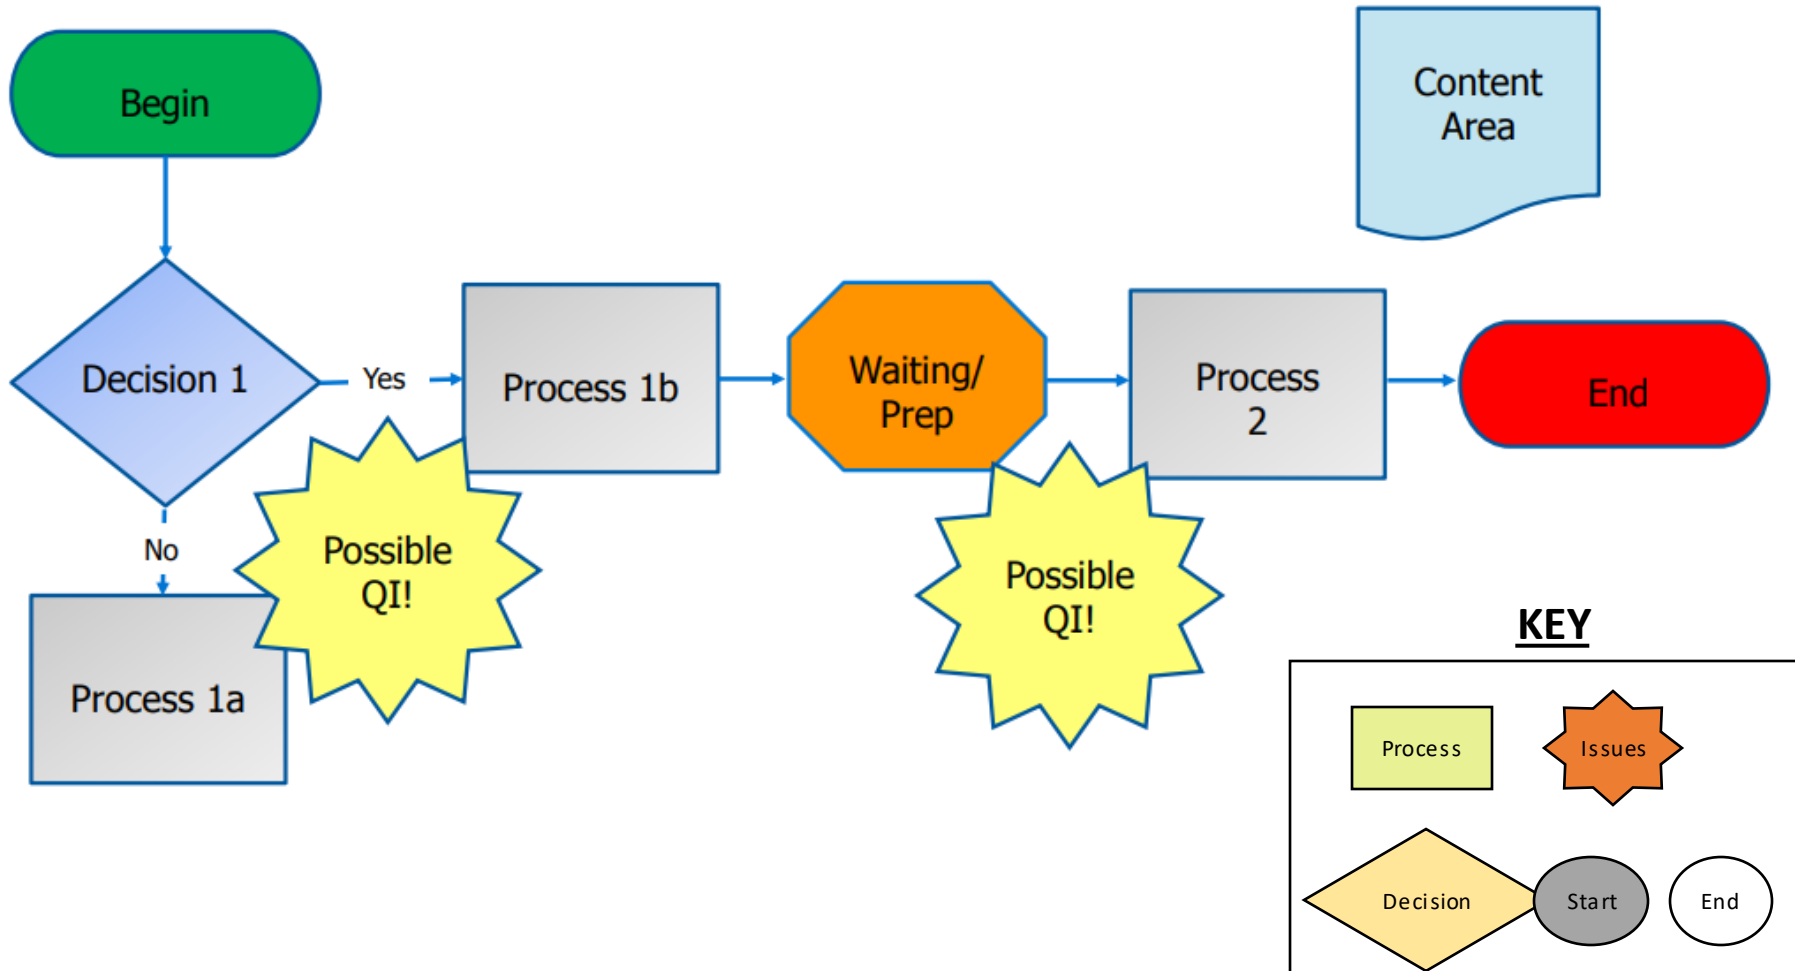 Begin
Content
Area
Decision 1
Yes
Process 1b
Waiting/
Prep
Process
2
End
No
Possible
QI!
Possible
QI!
Process 1a
KEY
Process
Issues
Decision
Start
End